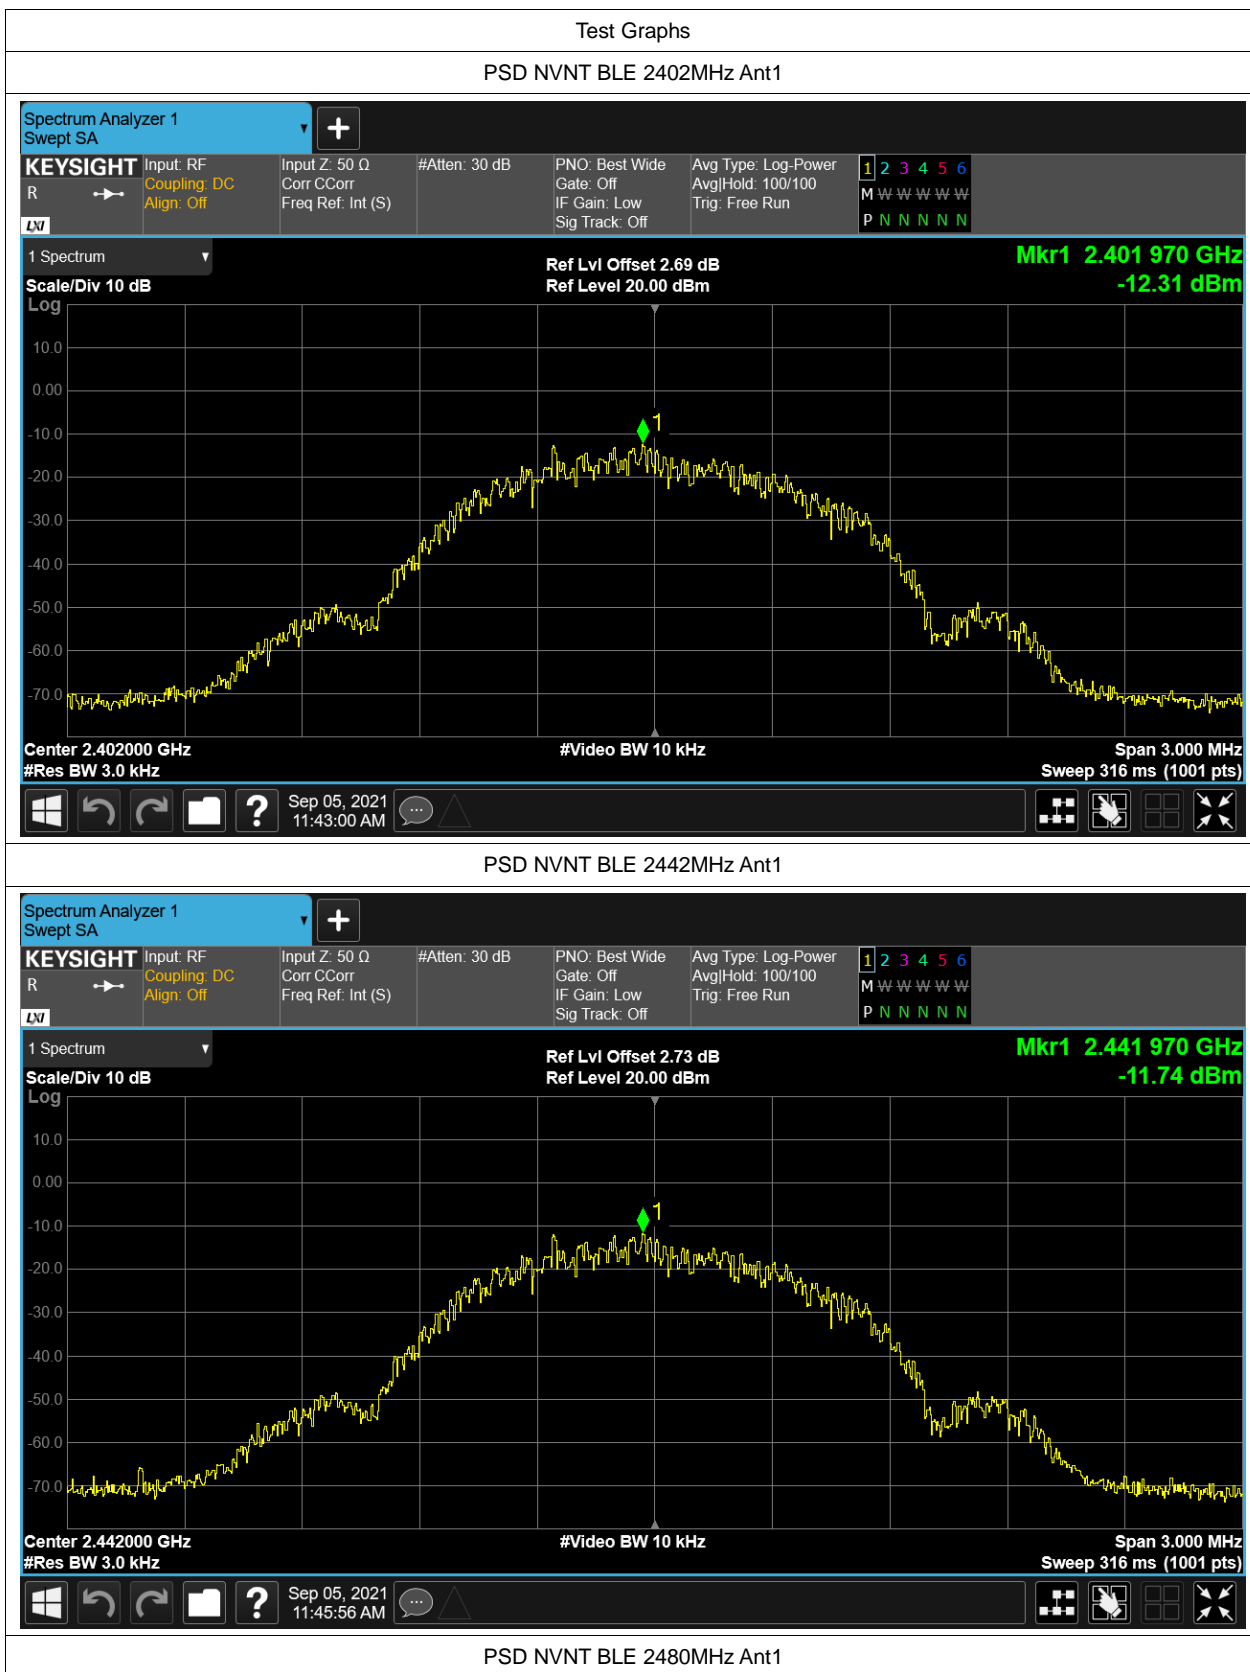 Test Graphs
PSD NVNT BLE 2402MHz Ant1
Spectrum Analyzer 1
Swept SA
KEYSIGHT
R
LXI
Input: RF
Coupling: DC
Align: Off
Input Z: 50 Ω
Corr CCorr
Freq Ref: Int (S)
#Atten: 30 dB
PNO: Best Wide
Gate: Off
IF Gain: Low
Sig Track: Off
Avg Type: Log-Power
Avg|Hold: 100/100
Trig: Free Run
1 2 3 4 5 6
M W W W W W
P N N N N N
1 Spectrum
Scale/Div 10 dB
Log
Ref Lvl Offset 2.69 dB
Ref Level 20.00 dBm
Mkr1 2.401 970 GHz
-12.31 dBm
10.0
0.00
-10.0
-20.0
-30.0
-40.0
-50.0
-60.0
-70.0
1
Center 2.402000 GHz
#Res BW 3.0 kHz
#Video BW 10 kHz
Span 3.000 MHz
Sweep 316 ms (1001 pts)
Sep 05, 2021
11:43:00 AM
PSD NVNT BLE 2442MHz Ant1
Spectrum Analyzer 1
Swept SA
KEYSIGHT
R
LXI
Input: RF
Coupling: DC
Align: Off
Input Z: 50 Ω
Corr CCorr
Freq Ref: Int (S)
#Atten: 30 dB
PNO: Best Wide
Gate: Off
IF Gain: Low
Sig Track: Off
Avg Type: Log-Power
Avg|Hold: 100/100
Trig: Free Run
1 2 3 4 5 6
M W W W W W
P N N N N N
1 Spectrum
Scale/Div 10 dB
Log
Ref Lvl Offset 2.73 dB
Ref Level 20.00 dBm
Mkr1 2.441 970 GHz
-11.74 dBm
10.0
0.00
-10.0
-20.0
-30.0
-40.0
-50.0
-60.0
-70.0
1
Center 2.442000 GHz
#Res BW 3.0 kHz
#Video BW 10 kHz
Span 3.000 MHz
Sweep 316 ms (1001 pts)
Sep 05, 2021
11:45:56 AM
PSD NVNT BLE 2480MHz Ant1